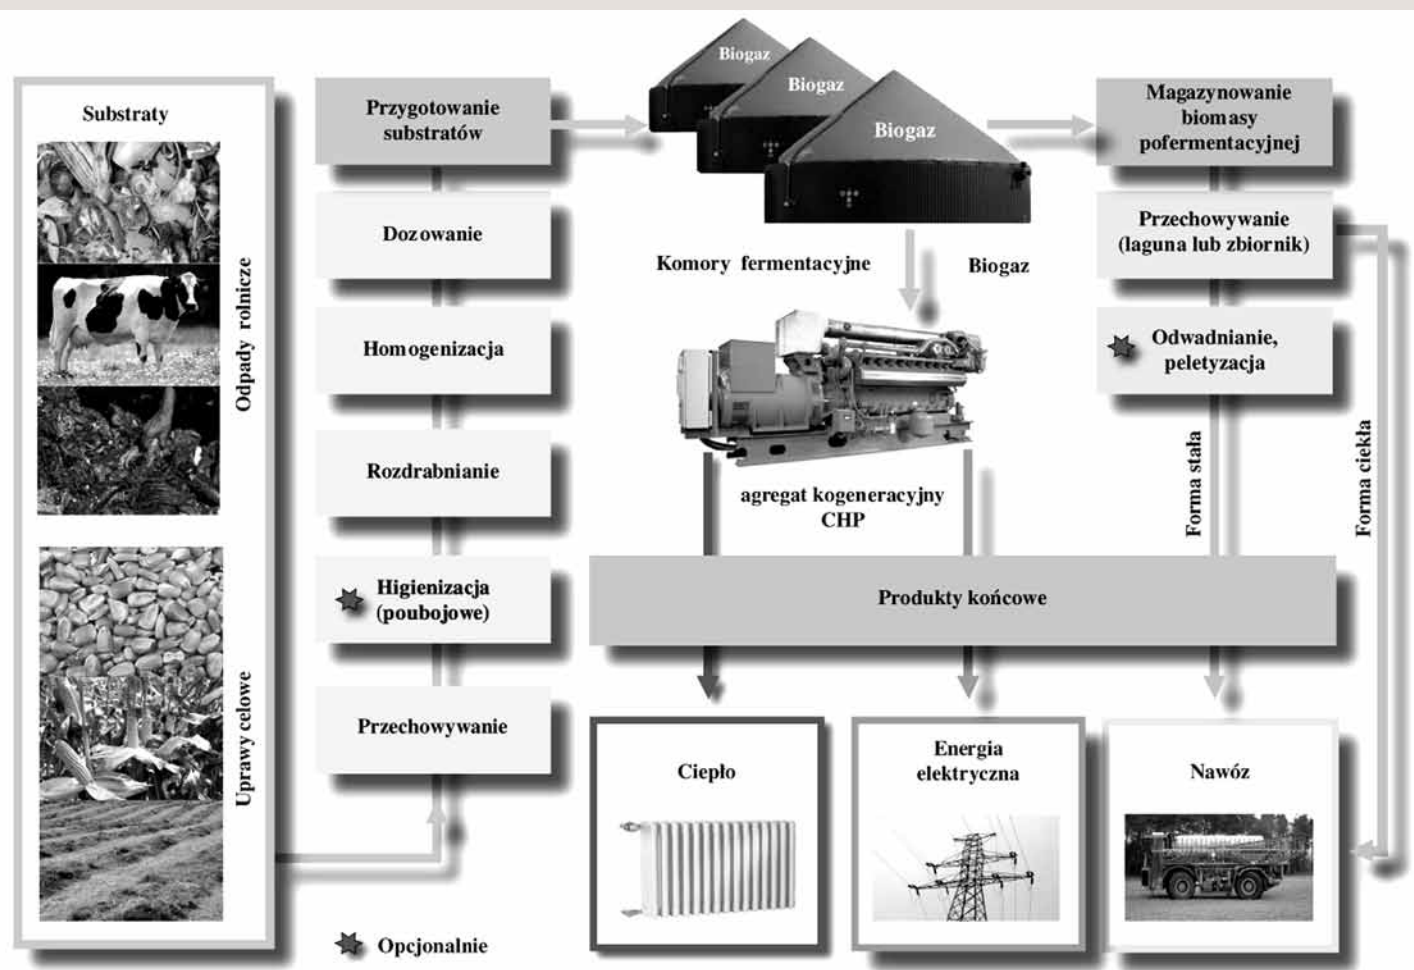 Substraty
Odpady rolnicze
Uprawy celowe
Przygotowanie
substratów
Dozowanie
Homogenizacja
Rozdrabnianie
Higienizacja
(poubojowe)
Przechowywanie
Opcjonalnie
Biogaz
Biogaz
Biogaz
Komory fermentacyjne
Biogaz
agregat kogeneracyjny
CHP
Magazynowanie
biomasy
pofermentacyjnej
Przechowywanie
(laguna lub zbiornik)
Odwadnianie,
peletyzacja
Forma stała
Forma ciekła
Produkty końcowe
Ciepło
Energia
elektryczna
Nawóz